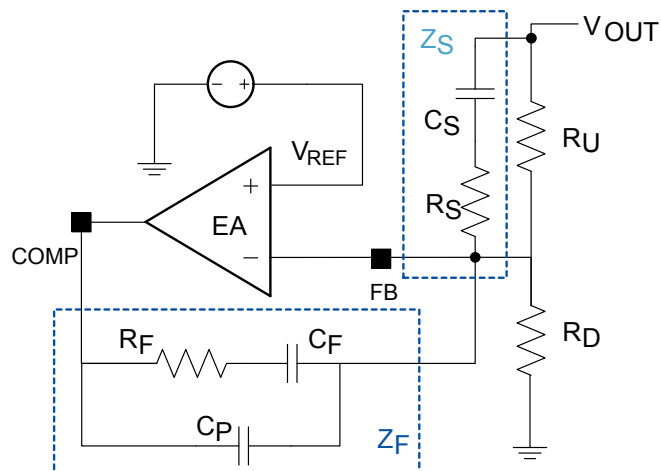 ZS
VOUT
- +
CS
RU
VREF
+
RS
EA
COMP
−
FB
RF
CF
RD
CP
ZF